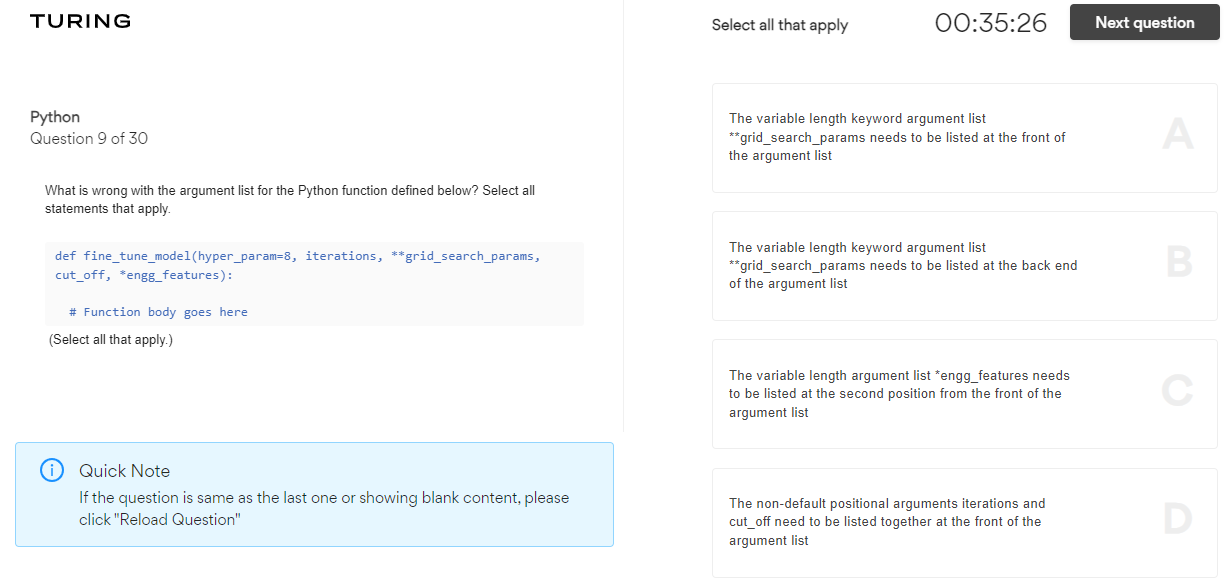 TURING
Select all that apply
00:35:26
Next question
Python
Question 9 of 30
What is wrong with the argument list for the Python function defined below? Select all
statements that apply.
def fine_tune_model(hyper_param=8, iterations, **grid_search_params,
cut_off, *engg_features):
# Function body goes here
(Select all that apply.)
Quick Note
If the question is same as the last one or showing blank content, please
click "Reload Question"
The variable length keyword argument list
**grid_search_params needs to be listed at the front of
the argument list
A
The variable length keyword argument list
**grid_search_params needs to be listed at the back end
of the argument list
B
The variable length argument list *engg_features needs
to be listed at the second position from the front of the
argument list
C
The non-default positional arguments iterations and
cut_off need to be listed together at the front of the
argument list
D